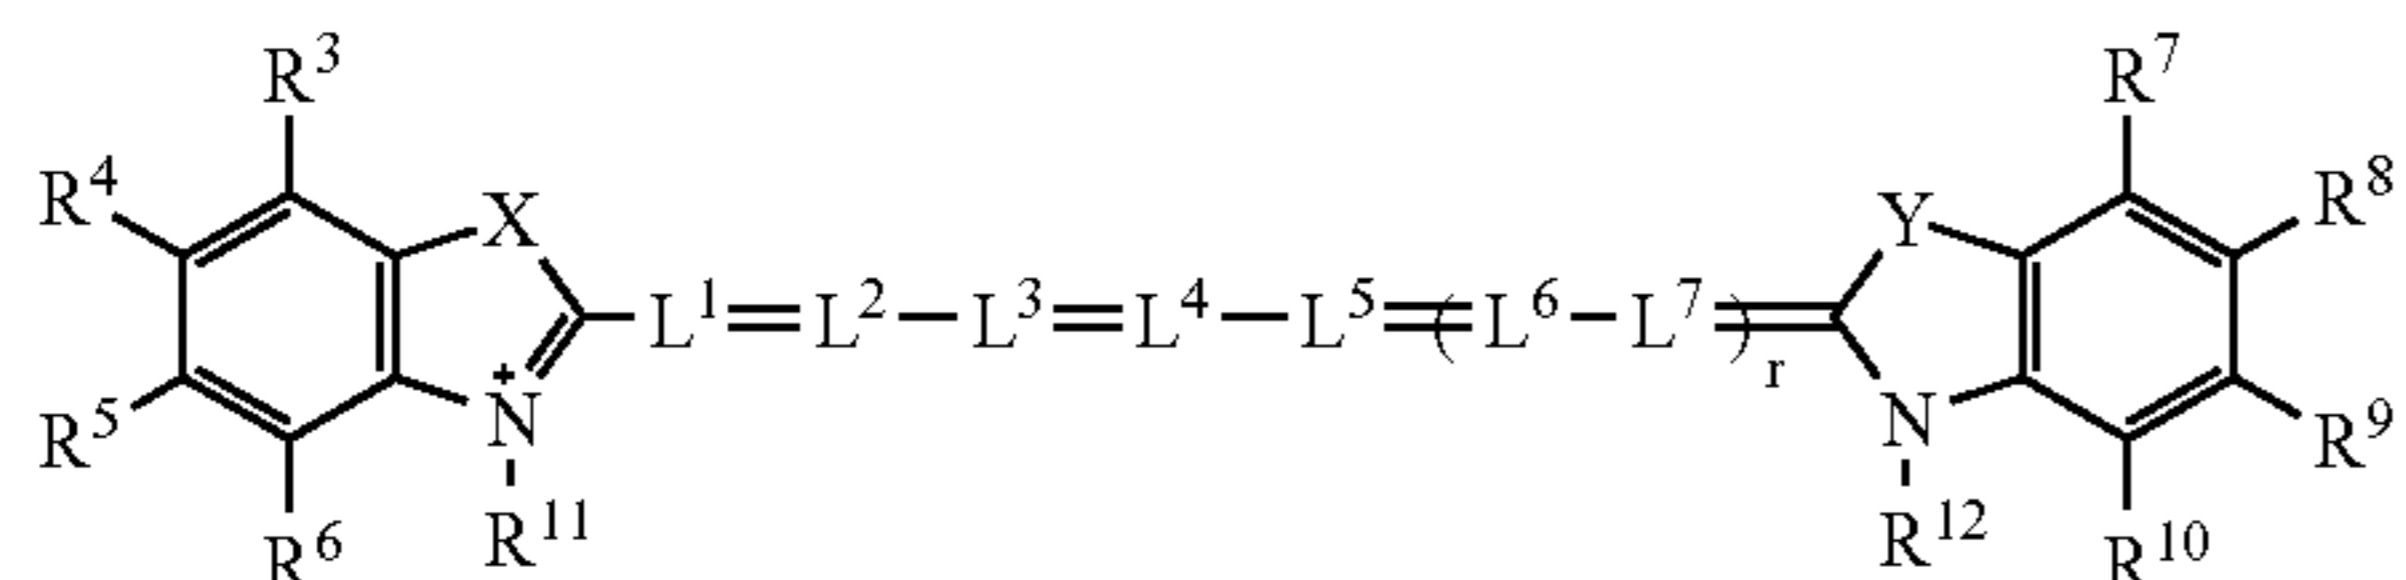 R³ R⁷
R⁴ X Y R⁸
L¹=L²—L³=L⁴—L⁵=(L⁶—L⁷)r
R⁵ N⁺ N R⁹
R⁶ R¹¹ R¹² R¹⁰